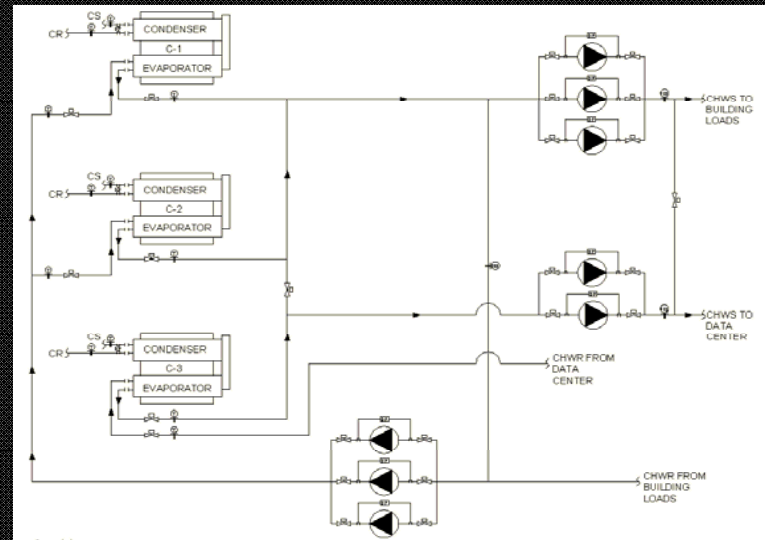 CS
CR
CONDENSER
C-1
EVAPORATOR
CHWS TO
BUILDING
LOADS
CS
CR
CONDENSER
C-2
EVAPORATOR
CHWS TO
DATA
CENTER
CS
CR
CONDENSER
C-3
EVAPORATOR
CHWR FROM
DATA
CENTER
CHWR FROM
BUILDING
LOADS